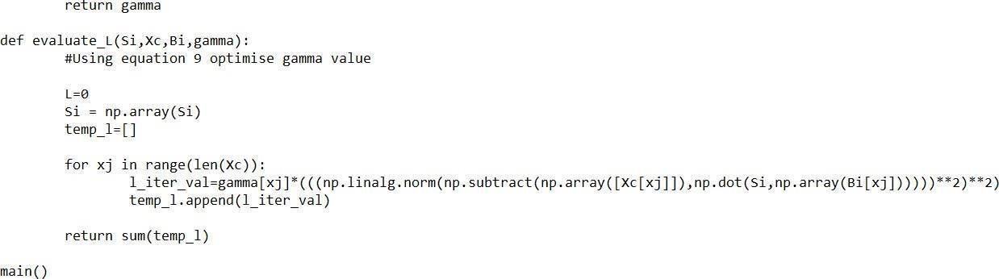 return gamma

def evaluate_L(Si,Xc,Bi,gamma):
        #Using equation 9 optimise gamma value

        L=0
        Si = np.array(Si)
        temp_l=[]

        for xj in range(len(Xc)):
                l_iter_val=gamma[xj]*(((np.linalg.norm(np.subtract(np.array([Xc[xj]]),np.dot(Si,np.array(Bi[xj])))))**2)**2)
                temp_l.append(l_iter_val)

        return sum(temp_l)

main()